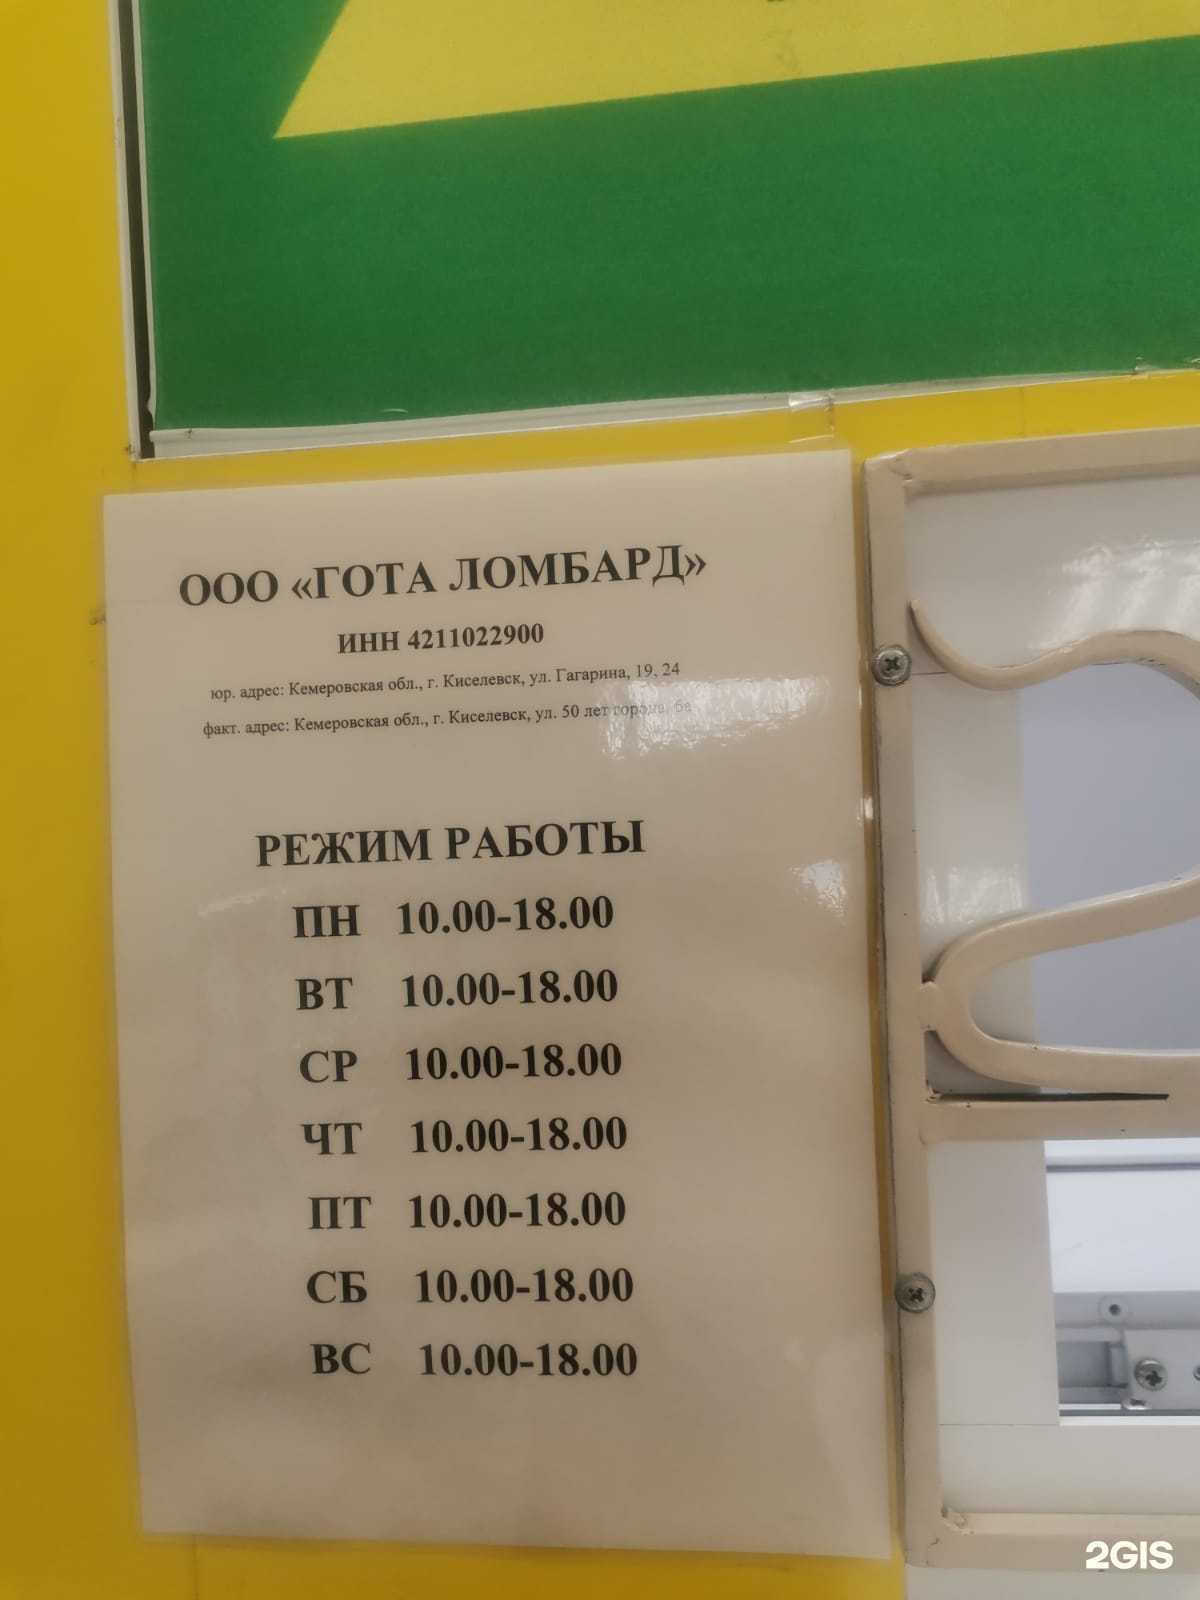 ООО «ГОТА ЛОМБАРД»
ИНН 4211022900
юр. адрес: Кемеровская обл., г. Киселевск, ул. Гагарина, 19, 24
факт. адрес: Кемеровская обл., г. Киселевск, ул. 50 лет города, 6а
РЕЖИМ РАБОТЫ
ПН 10.00-18.00
ВТ 10.00-18.00
СР 10.00-18.00
ЧТ 10.00-18.00
ПТ 10.00-18.00
СБ 10.00-18.00
ВС 10.00-18.00
2GIS